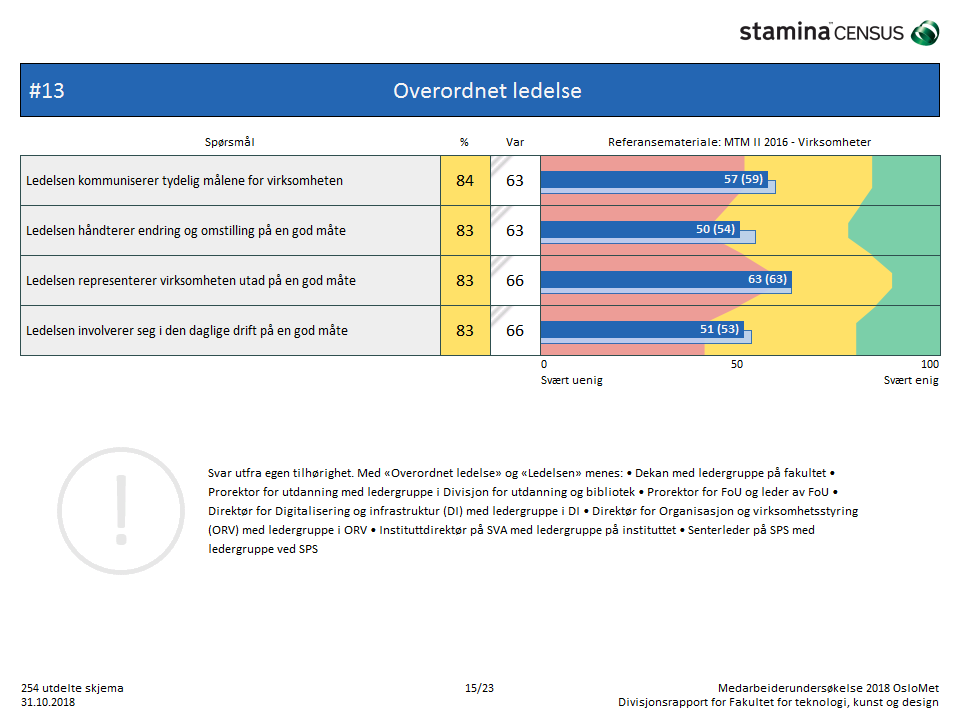 stamina™CENSUS
#13 Overordnet ledelse
Spørsmål % Var Referansemateriale: MTM II 2016 - Virksomheter
Ledelsen kommuniserer tydelig målene for virksomheten 84 63 57 (59)
Ledelsen håndterer endring og omstilling på en god måte 83 63 50 (54)
Ledelsen representerer virksomheten utad på en god måte 83 66 63 (63)
Ledelsen involverer seg i den daglige drift på en god måte 83 66 51 (53)
0 50 100
Svært uenig Svært enig
Svar utfra egen tilhørighet. Med «Overordnet ledelse» og «Ledelsen» menes: • Dekan med ledergruppe på fakultet •
Prorektor for utdanning med ledergruppe i Divisjon for utdanning og bibliotek • Prorektor for FoU og leder av FoU •
Direktør for Digitalisering og infrastruktur (DI) med ledergruppe i DI • Direktør for Organisasjon og virksomhetsstyring
(ORV) med ledergruppe i ORV • Instituttdirektør på SVA med ledergruppe på instituttet • Senterleder på SPS med
ledergruppe ved SPS
254 utdelte skjema 15/23 Medarbeiderundersøkelse 2018 OsloMet
31.10.2018 Divisjonsrapport for Fakultet for teknologi, kunst og design